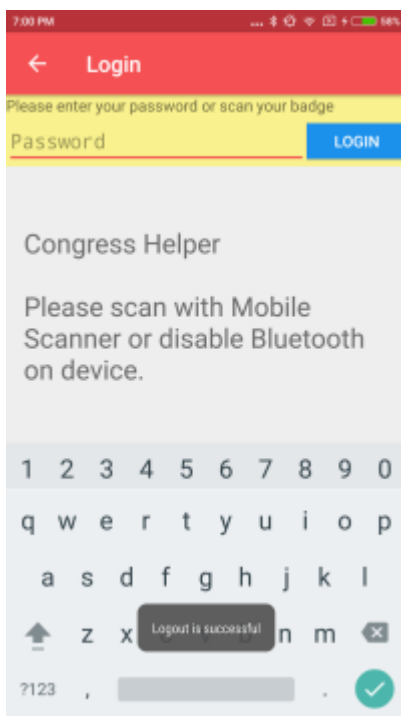 7:00 PM ... 58%
Login
Please enter your password or scan your badge
Password LOGIN
Congress Helper
Please scan with Mobile
Scanner or disable Bluetooth
on device.
1 2 3 4 5 6 7 8 9 0
q w e r t y u i o p
a s d f g h j k l
z x n m
Logout is successful
?123 , .